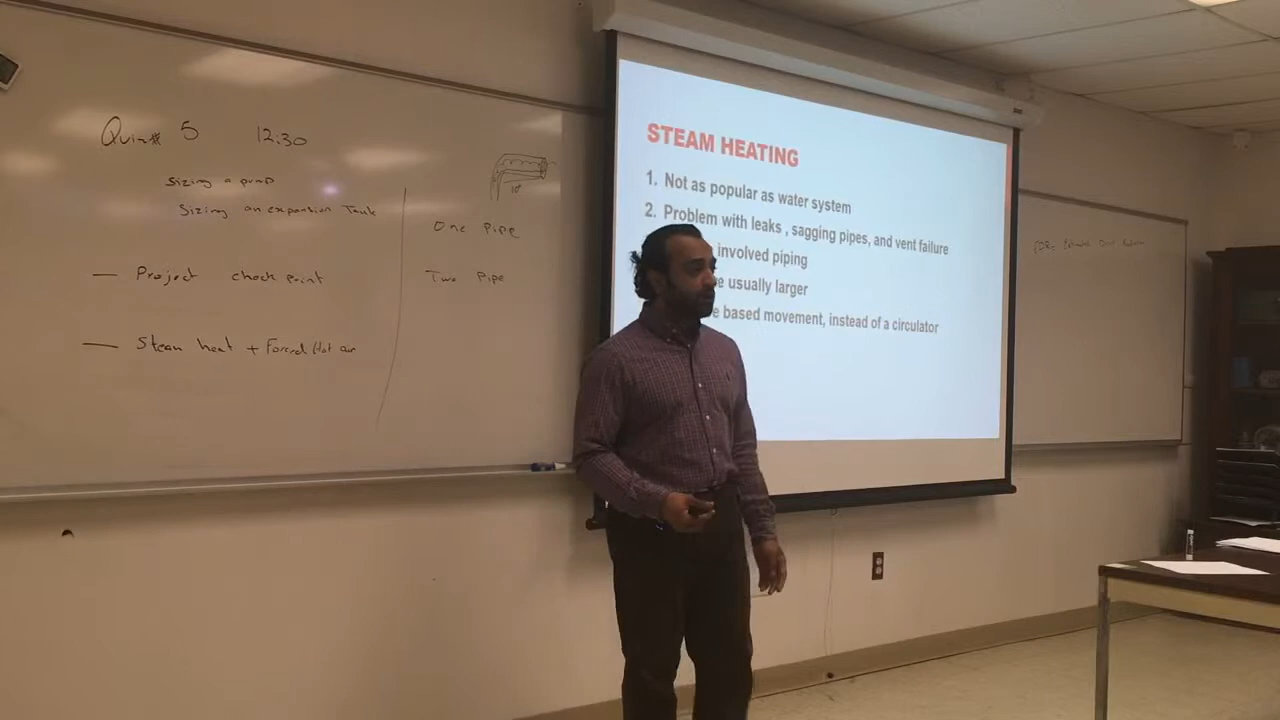 Quiz# 5 12:30
Sizing a pump
Sizing an expansion Tank
— Project check point
— Steam heat + Forced Hot air
10'
One Pipe
Two Pipe
STEAM HEATING
1. Not as popular as water system
2. Problem with leaks , sagging pipes, and vent failure
involved piping
usually larger
based movement, instead of a circulator
EDR=